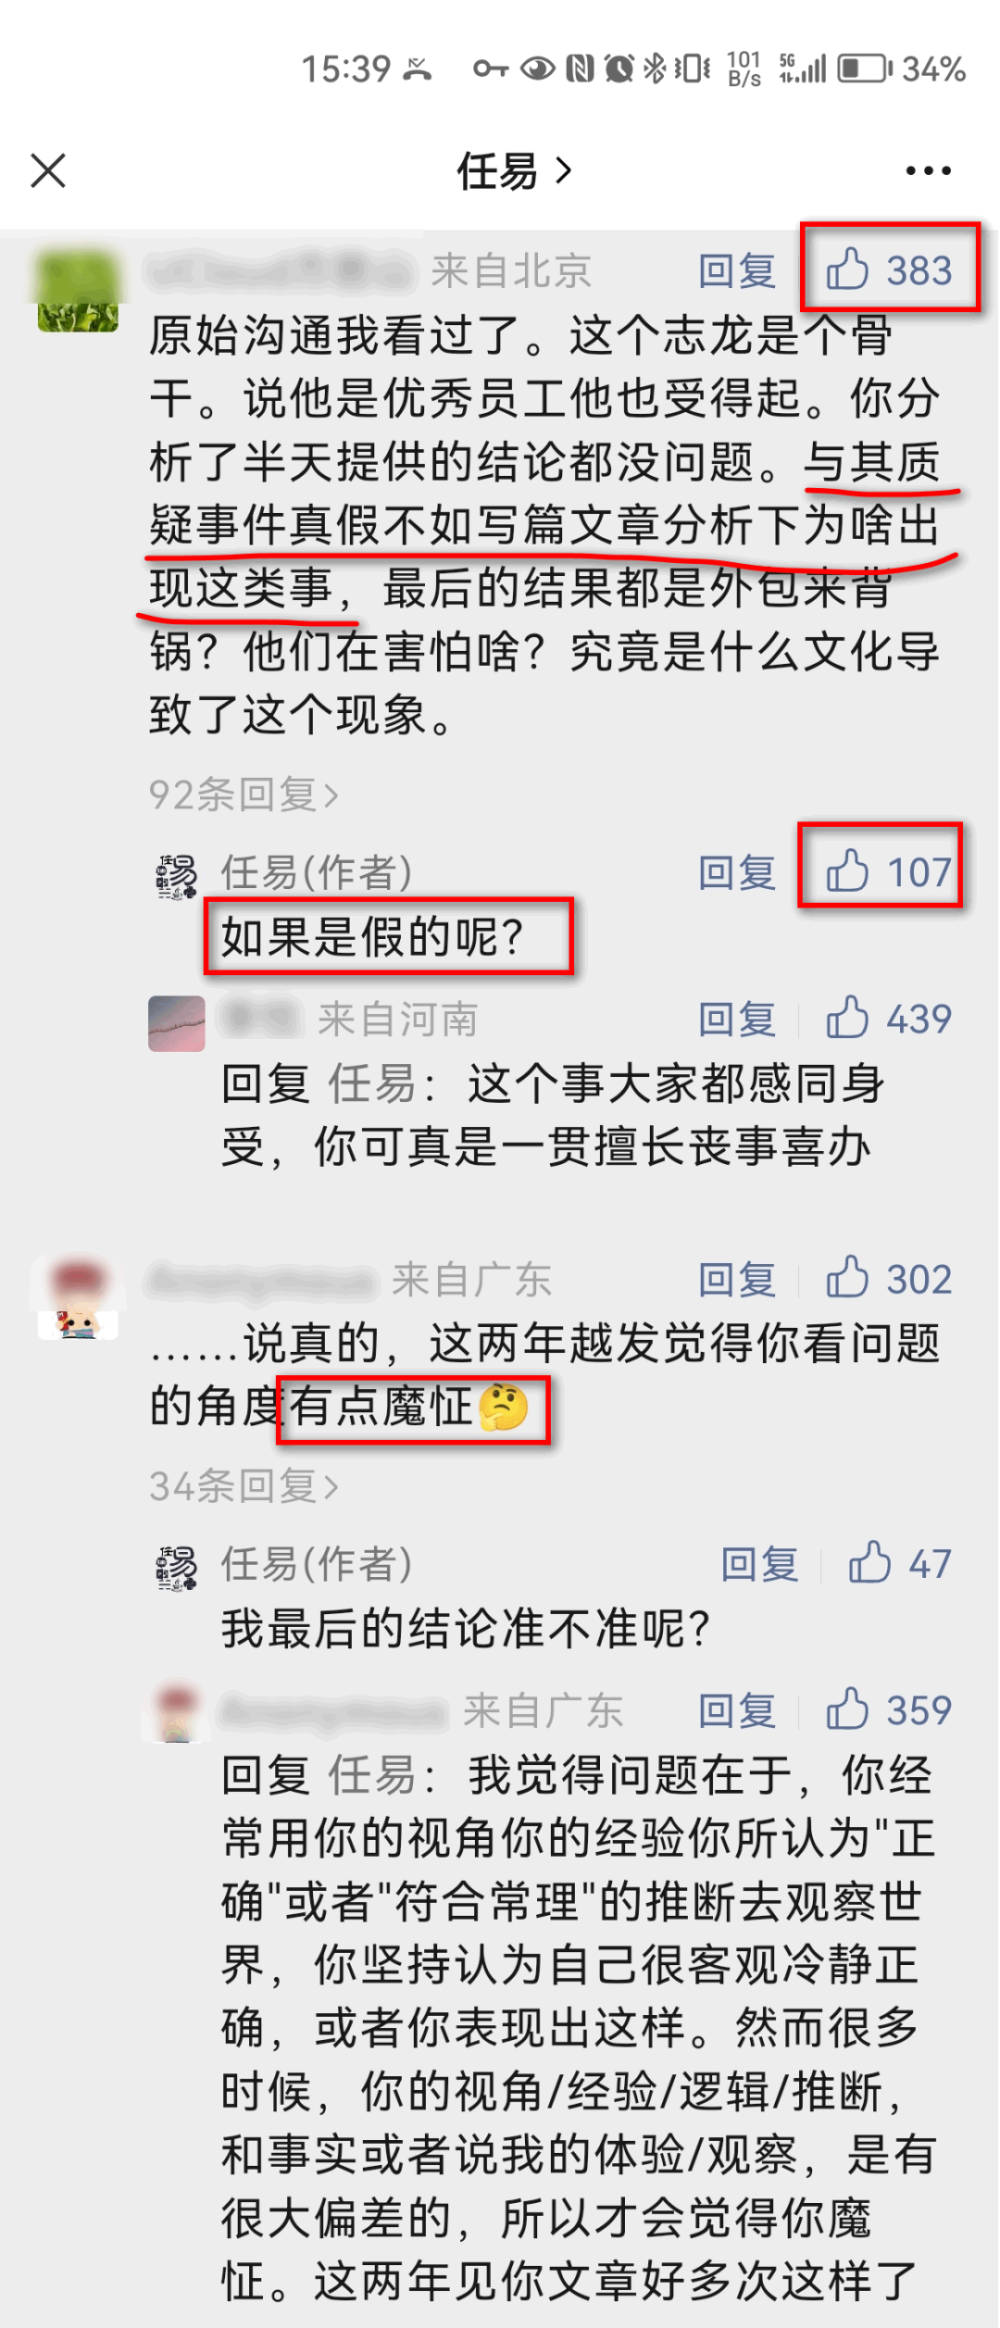 15:39 101 B/s 5G 34%
任易
来自北京 回复 383
原始沟通我看过了。这个志龙是个骨
干。说他是优秀员工他也受得起。你分
析了半天提供的结论都没问题。与其质
疑事件真假不如写篇文章分析下为啥出
现这类事，最后的结果都是外包来背
锅？他们在害怕啥？究竟是什么文化导
致了这个现象。
92条回复>
任易(作者) 回复 107
如果是假的呢？
来自河南 回复 439
回复 任易：这个事大家都感同身
受，你可真是一贯擅长丧事喜办
来自广东 回复 302
……说真的，这两年越发觉得你看问题
的角度有点魔怔🤔
34条回复>
任易(作者) 回复 47
我最后的结论准不准呢？
来自广东 回复 359
回复 任易：我觉得问题在于，你经
常用你的视角你的经验你所认为"正
确"或者"符合常理"的推断去观察世
界，你坚持认为自己很客观冷静正
确，或者你表现出这样。然而很多
时候，你的视角/经验/逻辑/推断，
和事实或者说我的体验/观察，是有
很大偏差的，所以才会觉得你魔
怔。这两年见你文章好多次这样了